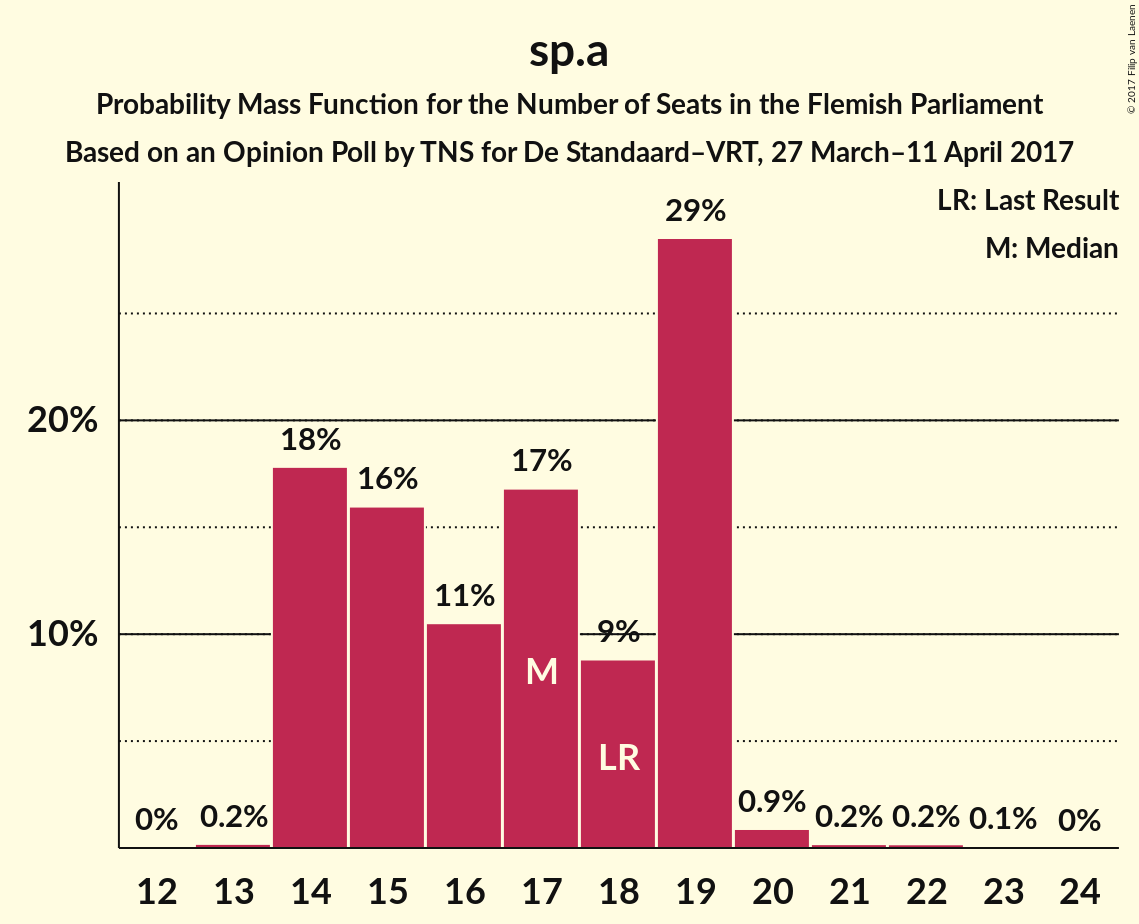 sp.a
Probability Mass Function for the Number of Seats in the Flemish Parliament
Based on an Opinion Poll by TNS for De Standaard–VRT, 27 March–11 April 2017
© 2017 Filip van Laenen
LR: Last Result
M: Median
29%
20%
18%
17%
16%
11%
10%
9%
M
LR
0%
0.2%
0.9%
0.2%
0.2%
0.1%
0%
12 13 14 15 16 17 18 19 20 21 22 23 24